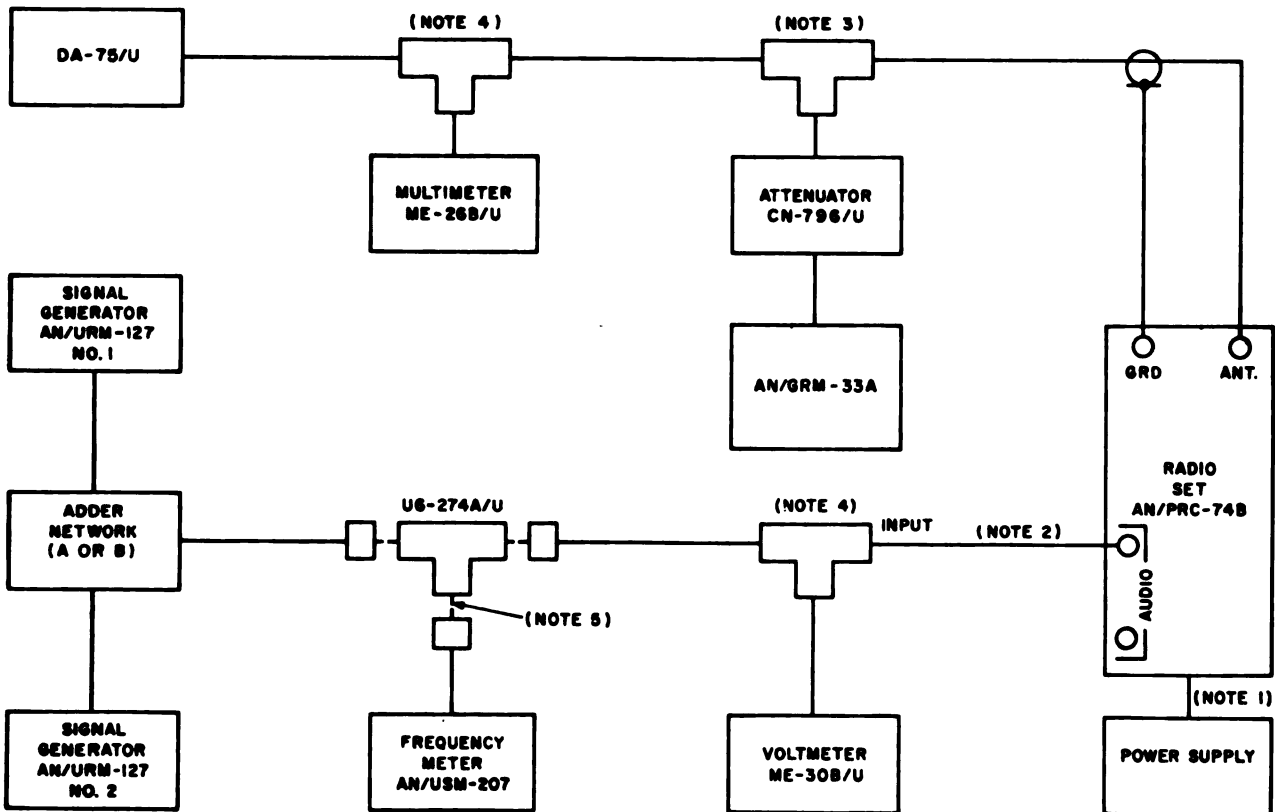 (NOTE 4)
(NOTE 3)
DA-75/U
MULTIMETER
ME-26B/U
ATTENUATOR
CN-796/U
SIGNAL
GENERATOR
AN/URM-127
NO. 1
AN/GRM-33A
GRD
ANT.
RADIO
SET
AN/PRC-74B
ADDER
NETWORK
(A OR B)
UG-274A/U
(NOTE 4)
INPUT
(NOTE 2)
AUDIO
(NOTE 5)
(NOTE 1)
SIGNAL
GENERATOR
AN/URM-127
NO. 2
FREQUENCY
METER
AN/USM-207
VOLTMETER
ME-30B/U
POWER SUPPLY